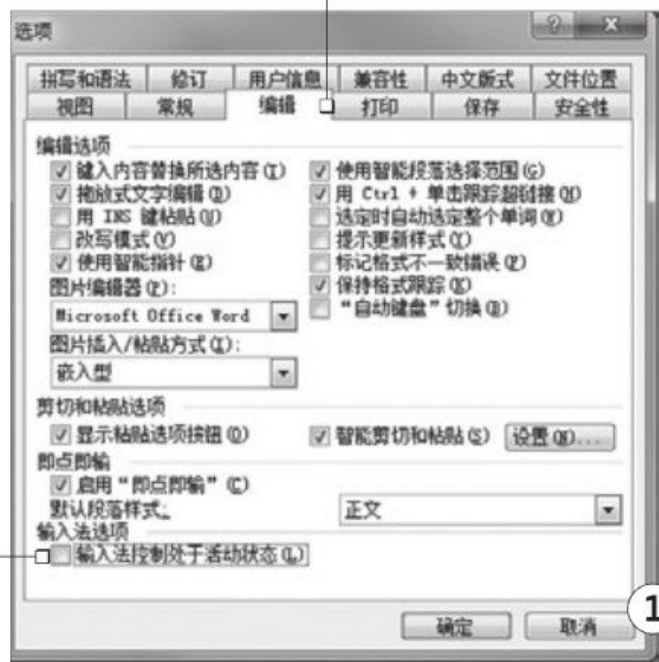 选项
拼写和语法 修订 用户信息 兼容性 中文版式 文件位置
视图 常规 编辑 打印 保存 安全性
编辑选项
键入内容替换所选内容(T) 使用智能段落选择范围(G)
拖放式文字编辑(D) 用 Ctrl + 单击跟踪超链接(H)
用 INS 键粘贴(U) 选定时自动选定整个单词(W)
改写模式(V) 提示更新样式(Y)
使用智能指针(E) 标记格式不一致错误(F)
图片编辑器(P): 保持格式跟踪(K)
Microsoft Office Word “自动键盘”切换(B)
图片插入/粘贴方式(I):
嵌入型
剪切和粘贴选项
显示粘贴选项按钮(O) 智能剪切和粘贴(S) 设置(N)...
即点即输
启用“即点即输”(C)
默认段落样式: 正文
输入法选项
输入法控制处于活动状态(L)
确定 取消
1